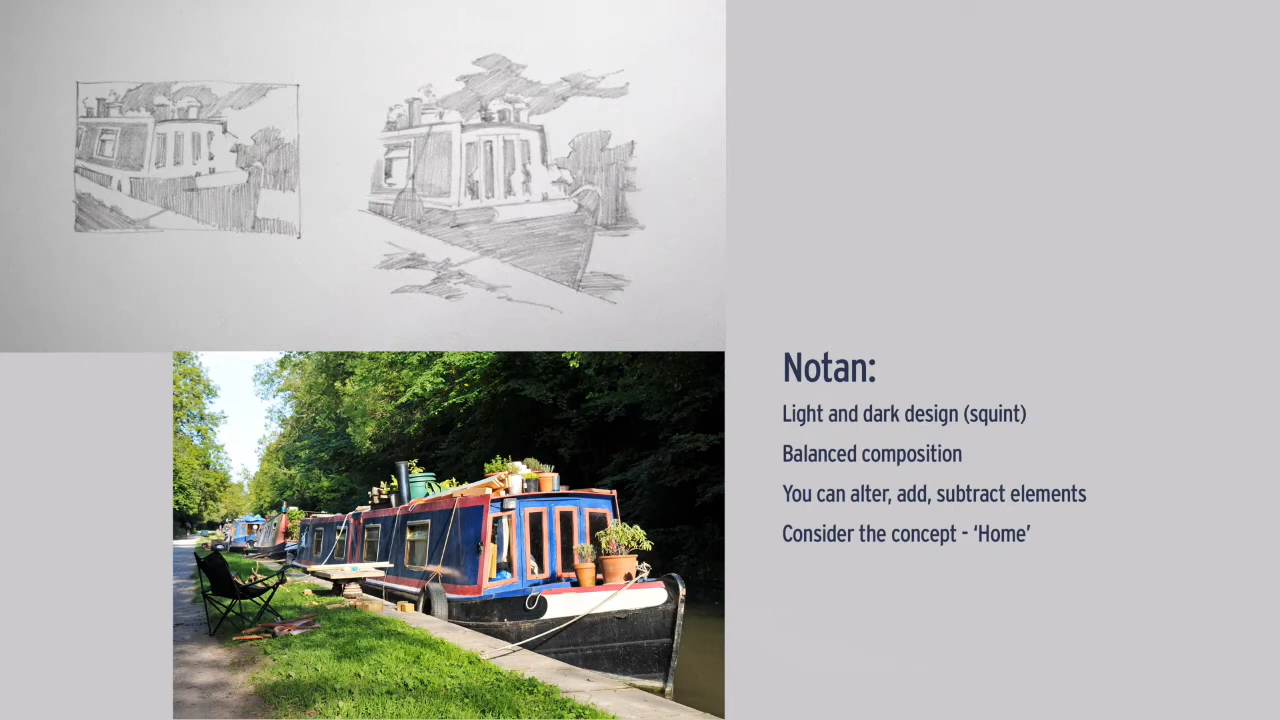 Notan:
Light and dark design (squint)
Balanced composition
You can alter, add, subtract elements
Consider the concept - ‘Home’